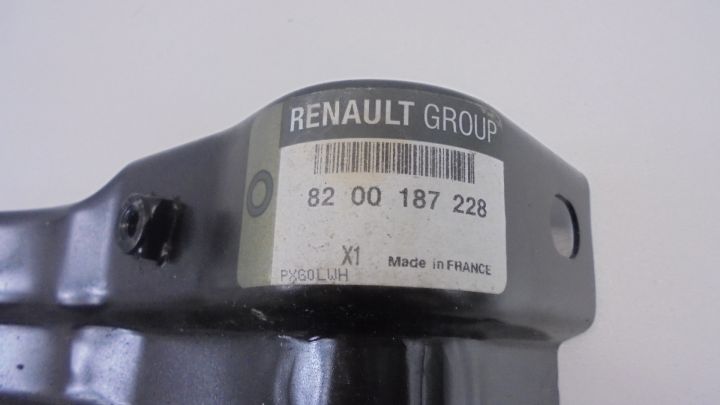 RENAULT GROUP
82 00 187 228
X1
Made in FRANCE
PXG0LWH